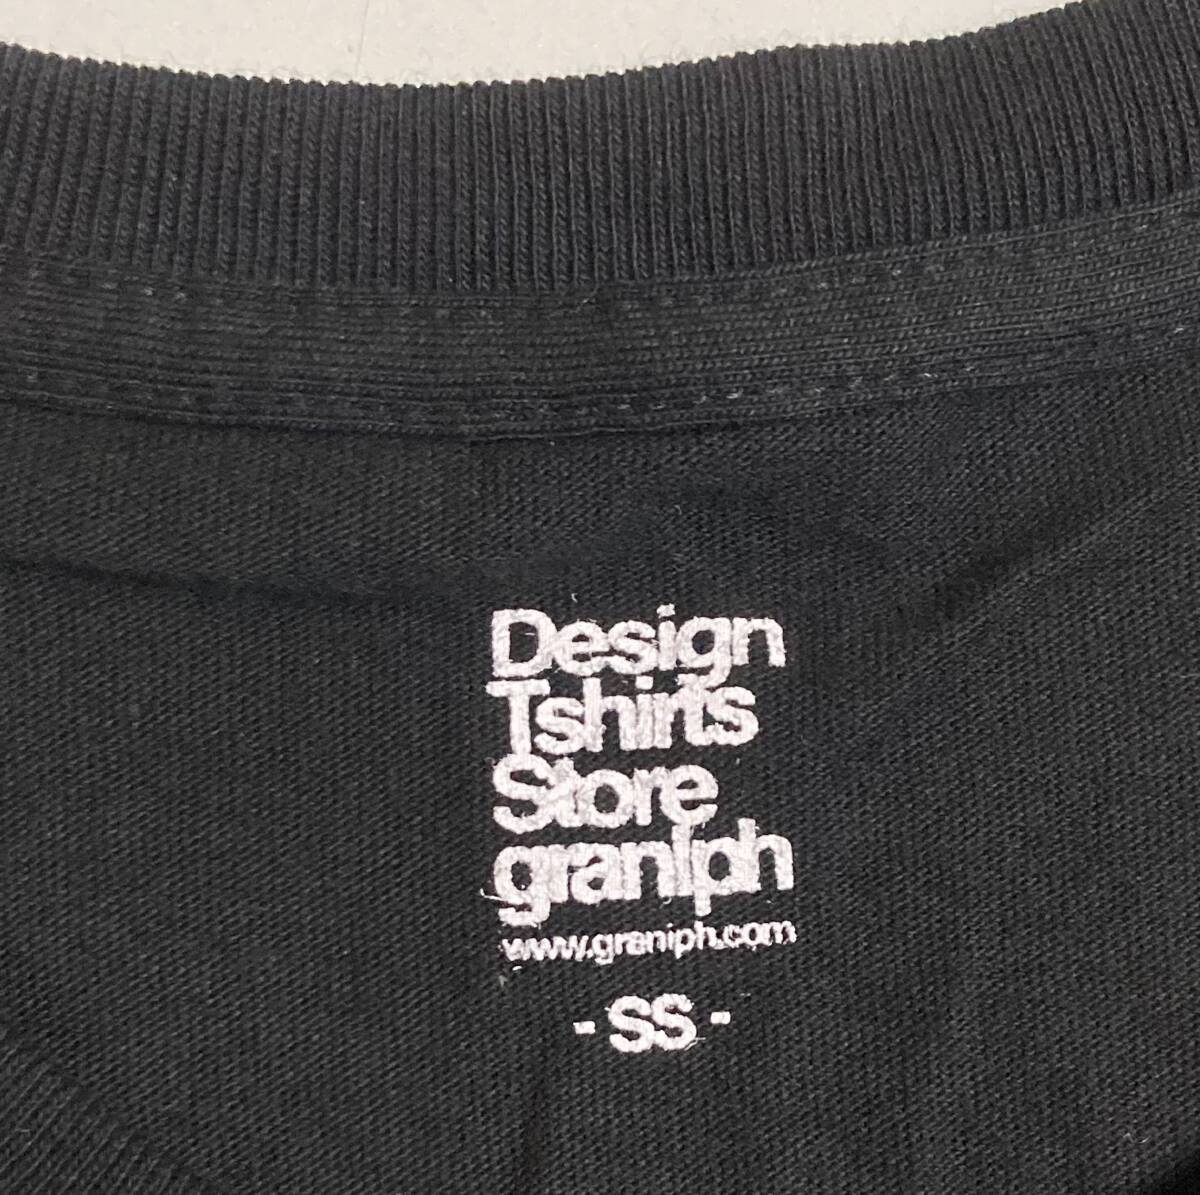 Design
Tshirts
Store
graniph
www.graniph.com
- SS -